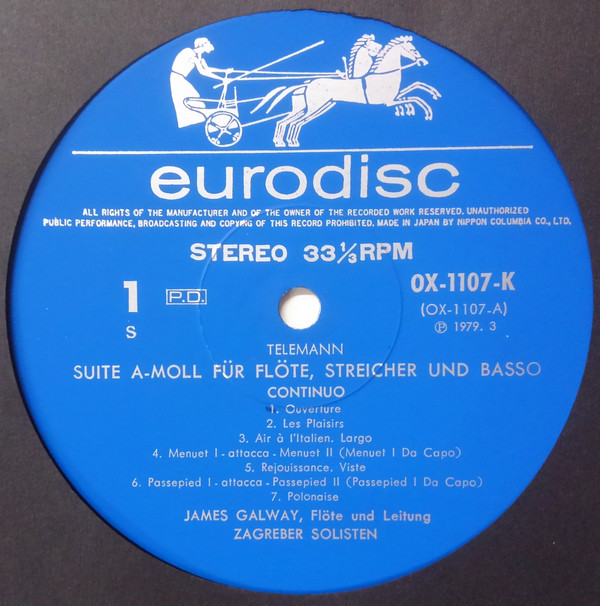 eurodisc
ALL RIGHTS OF THE MANUFACTURER AND OF THE OWNER OF THE RECORDED WORK RESERVED. UNAUTHORIZED
PUBLIC PERFORMANCE, BROADCASTING AND COPYING OF THIS RECORD PROHIBITED. MADE IN JAPAN BY NIPPON COLUMBIA CO., LTD.
STEREO 33 1/3 RPM
1
S
P.D.
OX-1107-K
(OX-1107-A)
Ⓟ 1979. 3
TELEMANN
SUITE A-MOLL FÜR FLÖTE, STREICHER UND BASSO
CONTINUO
1. Ouverture
2. Les Plaisirs
3. Air à l'Italien. Largo
4. Menuet I - attacca - Menuet II (Menuet I Da Capo)
5. Rejouissance. Viste
6. Passepied I - attacca - Passepied II (Passepied I Da Capo)
7. Polonaise
JAMES GALWAY, Flöte und Leitung
ZAGREBER SOLISTEN